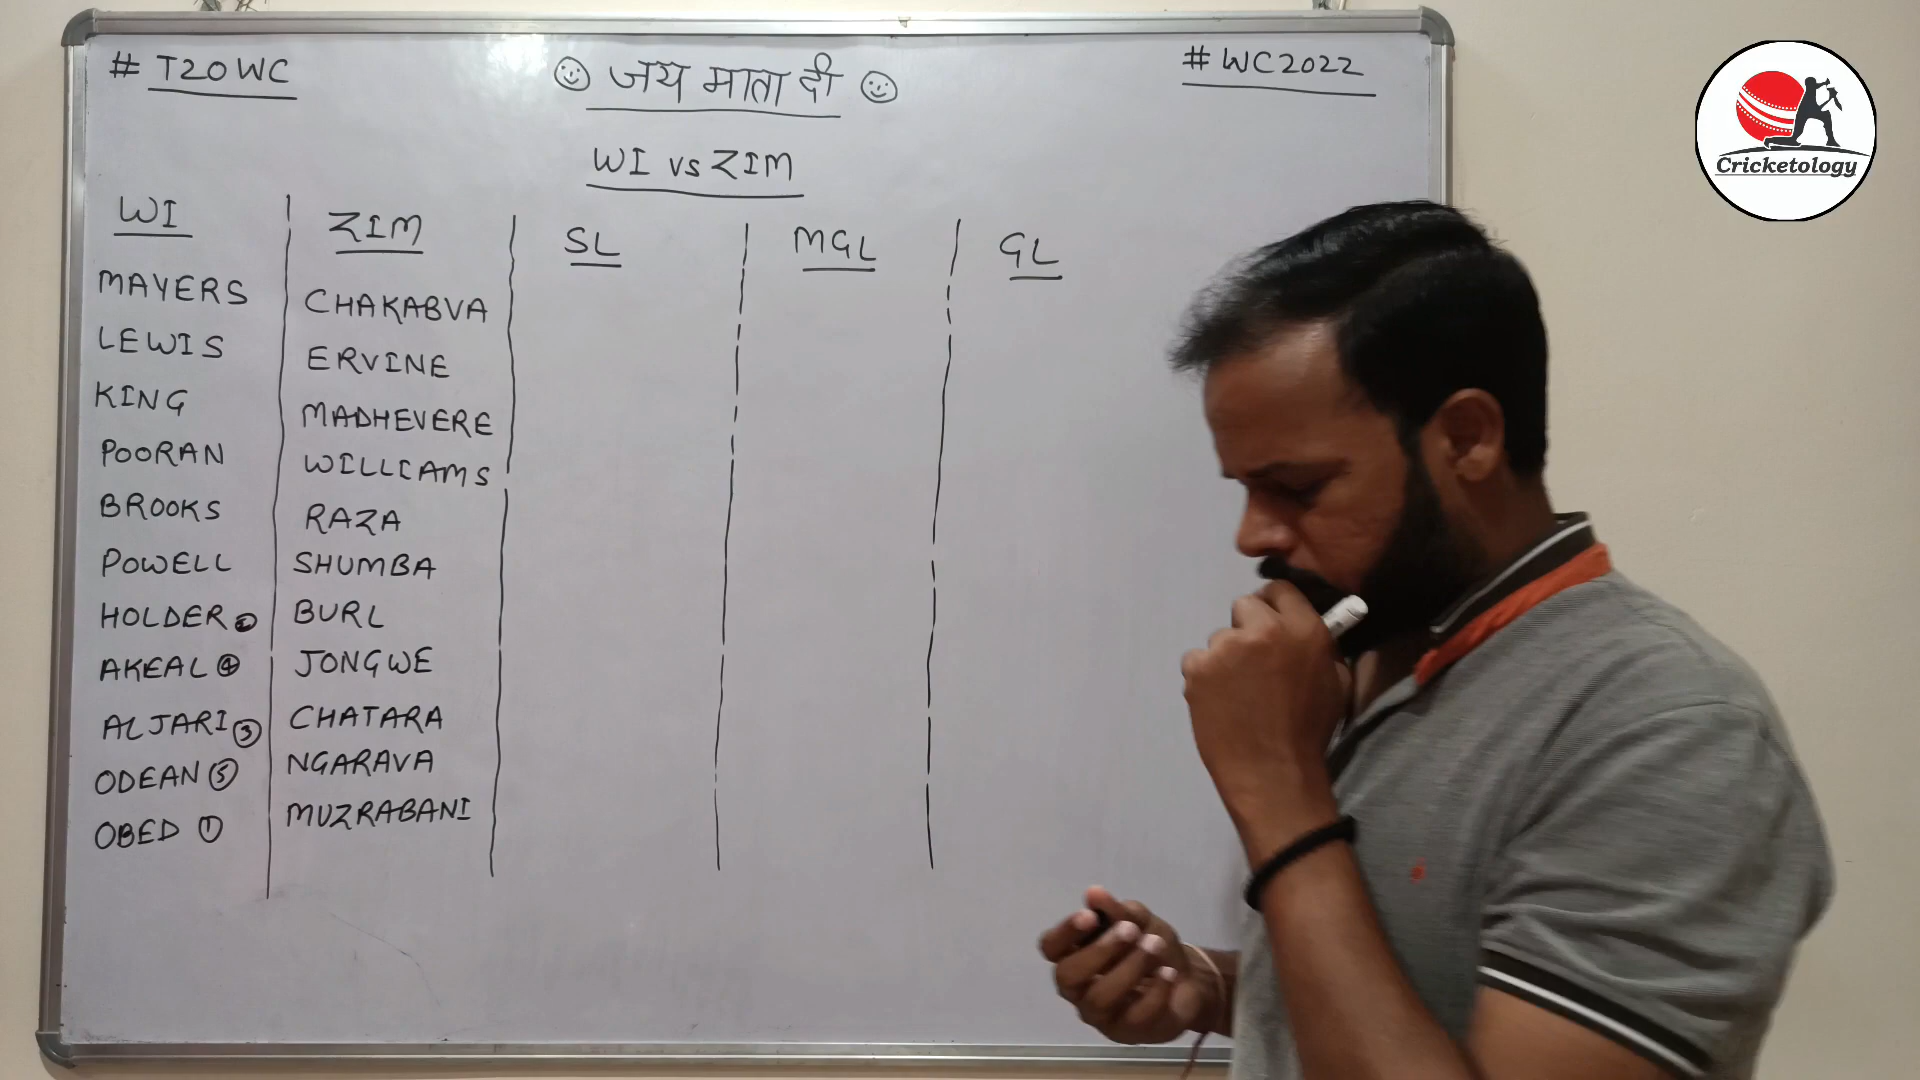 # T20WC
जय माता दी
# WC2022
Cricketology
WI vs ZIM
WI
ZIM
SL
MGL
GL
MAYERS
LEWIS
KING
POORAN
BROOKS
POWELL
HOLDER
AKEAL 4
ALJARI 3
ODEAN 5
OBED 1
CHAKABVA
ERVINE
MADHEVERE
WILLIAMS
RAZA
SHUMBA
BURL
JONGWE
CHATARA
NGARAVA
MUZRABANI